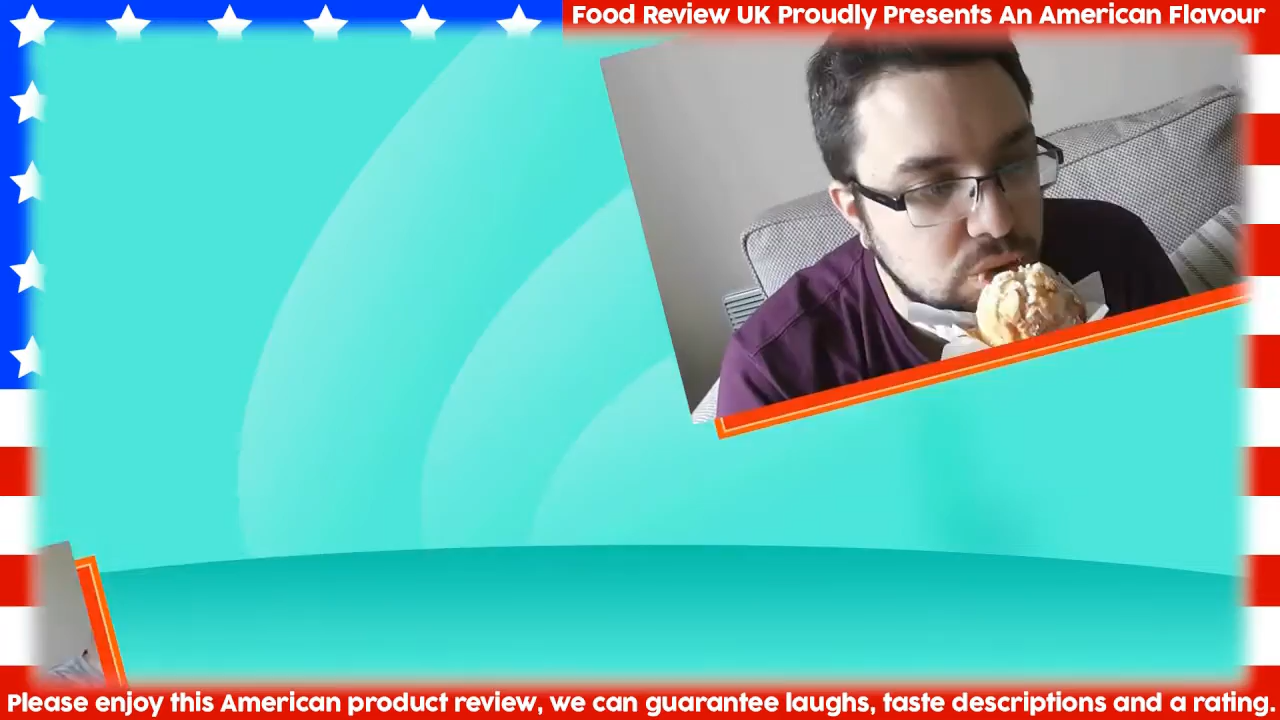 Food Review UK Proudly Presents An American Flavour
Please enjoy this American product review, we can guarantee laughs, taste descriptions and a rating.